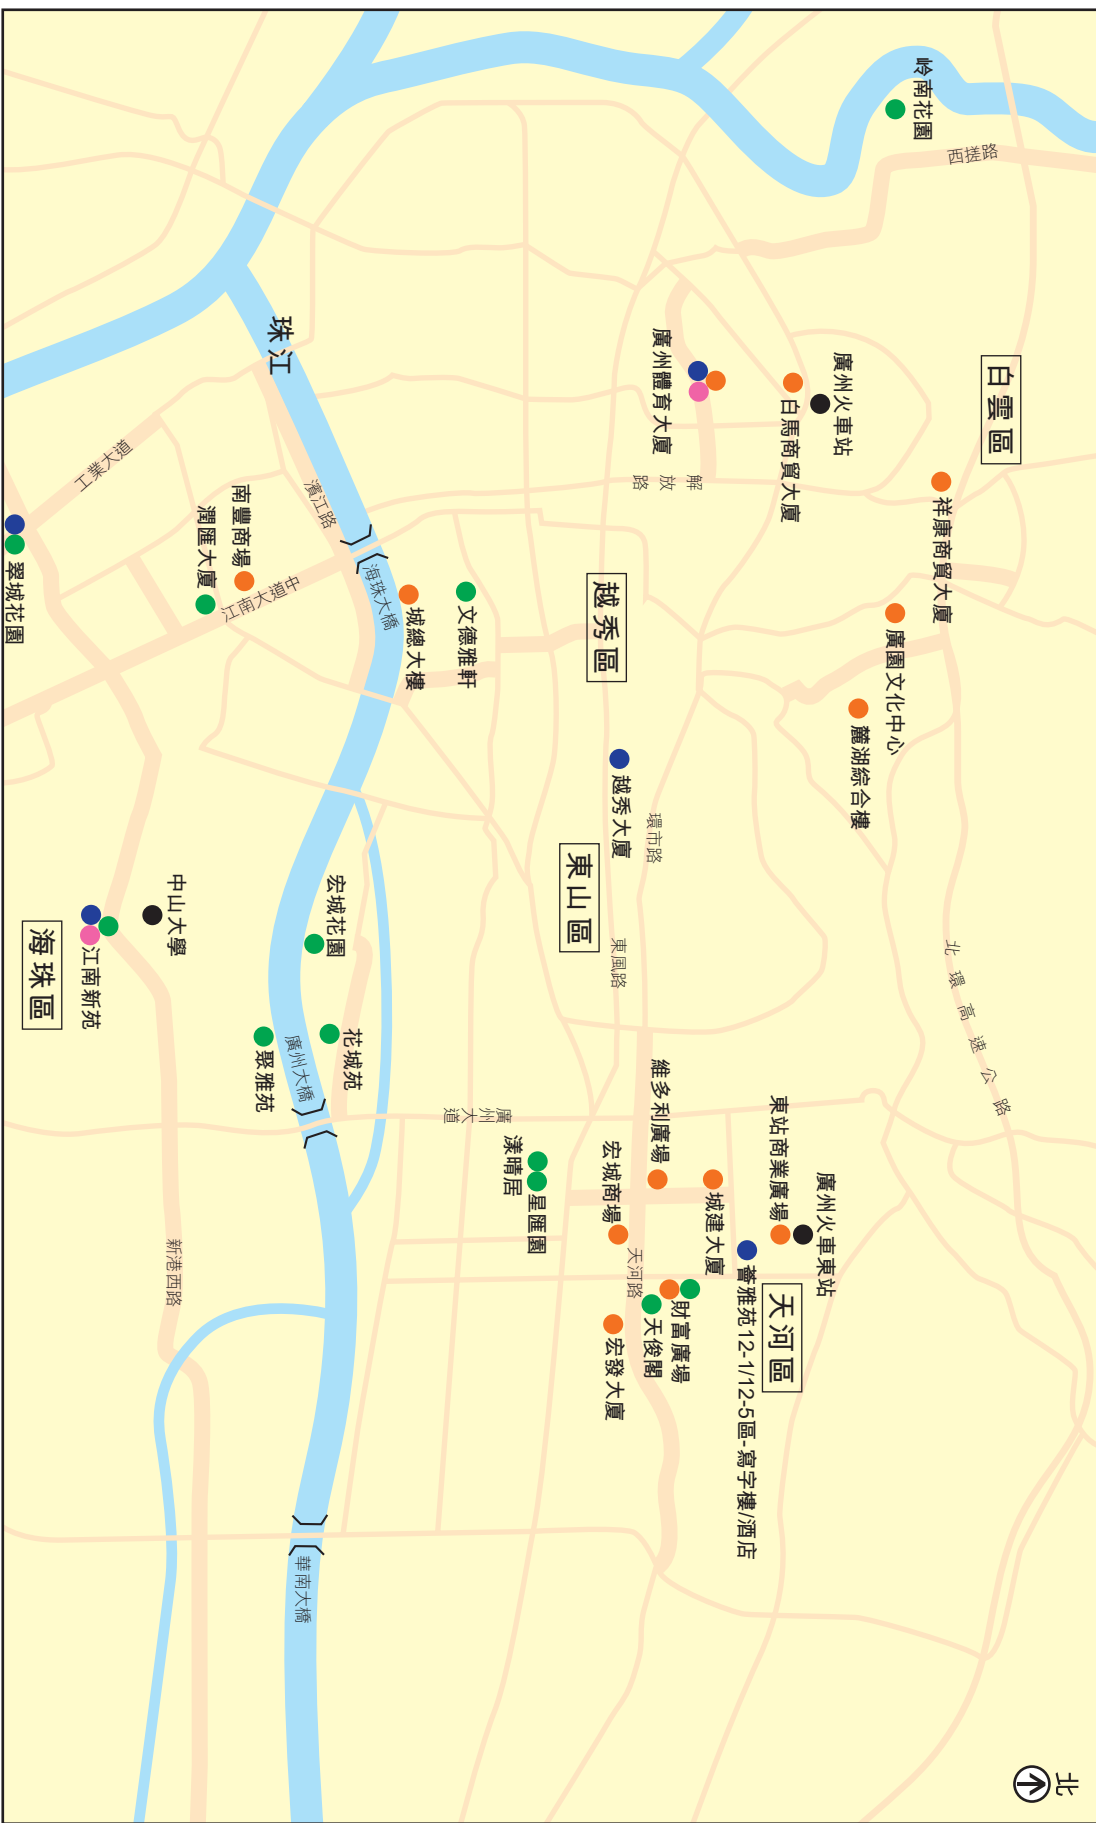 北
白雲區
岭南花園
西搓路
廣州火車站
白馬商貿大廈
廣州體育大廈
解放路
祥康商貿大廈
廣園文化中心
麓湖綜合樓
北環高速公路
越秀區
越秀大廈
環市路
東山區
東風路
珠江
濱江路
工業大道
南豐商場
潤匯大廈
江南大道中
海珠大橋
城總大樓
文德雅軒
翠城花園
中山大學
江南新苑
海珠區
宏城花園
花城苑
聚雅苑
廣州大橋
廣州大道
漾晴居
星匯園
維多利廣場
宏城商場
城建大廈
東站商業廣場
廣州火車東站
天河區
薈雅苑12-1/12-5區-寫字樓/酒店
天河路
財富廣場
天俊閣
宏發大廈
新港西路
華南大橋